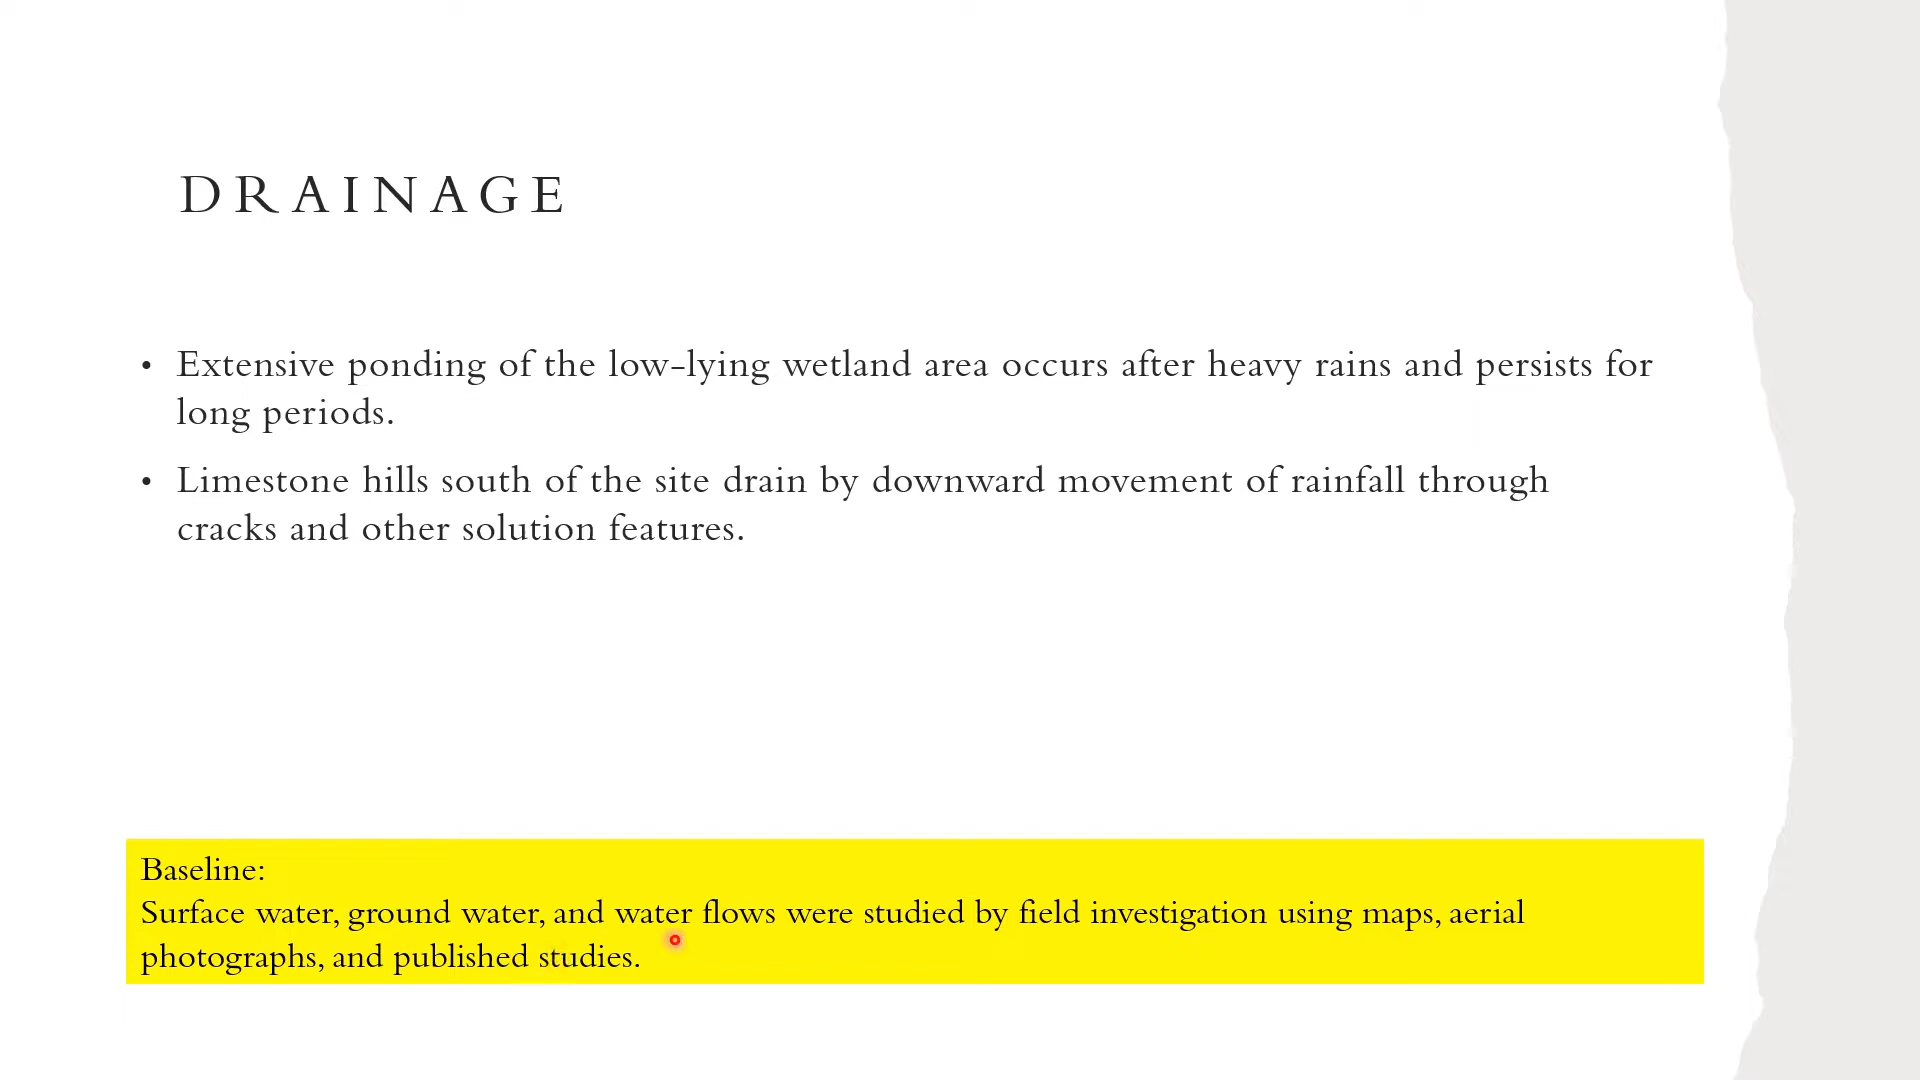 DRAINAGE
• Extensive ponding of the low-lying wetland area occurs after heavy rains and persists for
long periods.
• Limestone hills south of the site drain by downward movement of rainfall through
cracks and other solution features.
Baseline:
Surface water, ground water, and water flows were studied by field investigation using maps, aerial
photographs, and published studies.